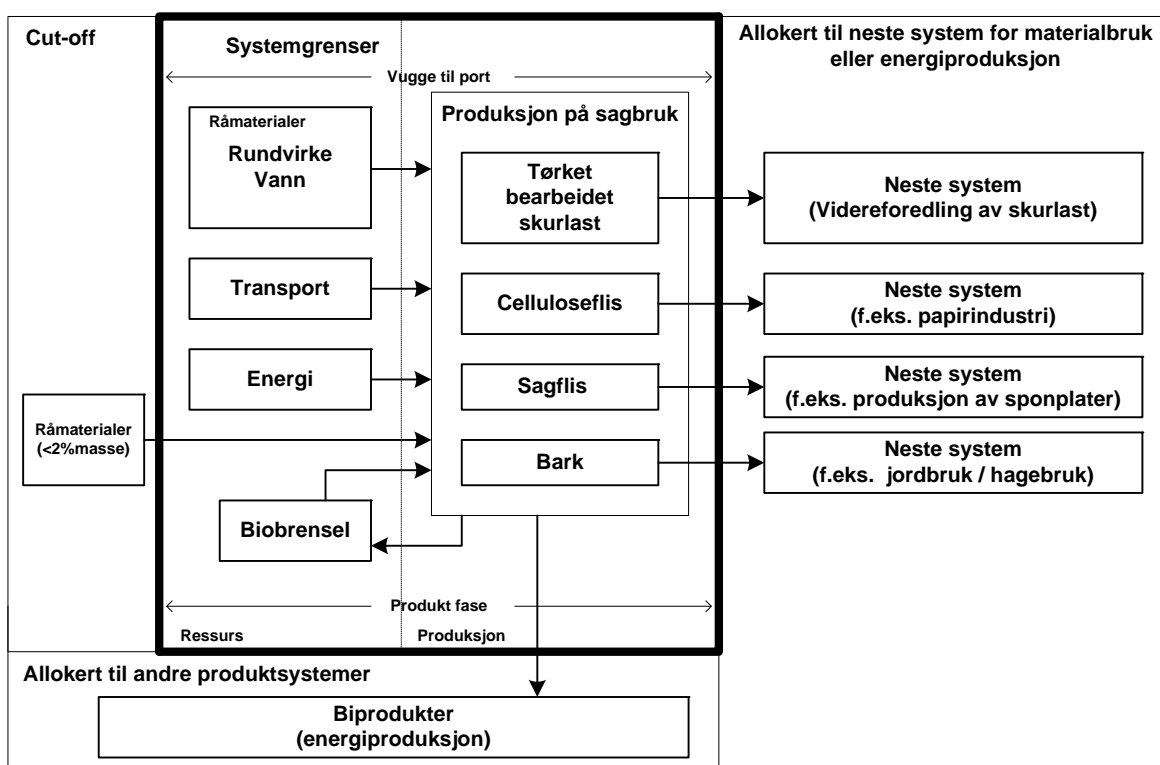 Cut-off
Systemgrenser
Allokert til neste system for materialbruk
eller energiproduksjon
Vugge til port
Råmaterialer
Rundvirke
Vann
Produksjon på sagbruk
Tørket
bearbeidet
skurlast
Neste system
(Videreforedling av skurlast)
Transport
Celluloseflis
Neste system
(f.eks. papirindustri)
Energi
Sagflis
Neste system
(f.eks. produksjon av sponplater)
Råmaterialer
(<2%masse)
Bark
Neste system
(f.eks. jordbruk / hagebruk)
Biobrensel
Produkt fase
Ressurs
Produksjon
Allokert til andre produktsystemer
Biprodukter
(energiproduksjon)